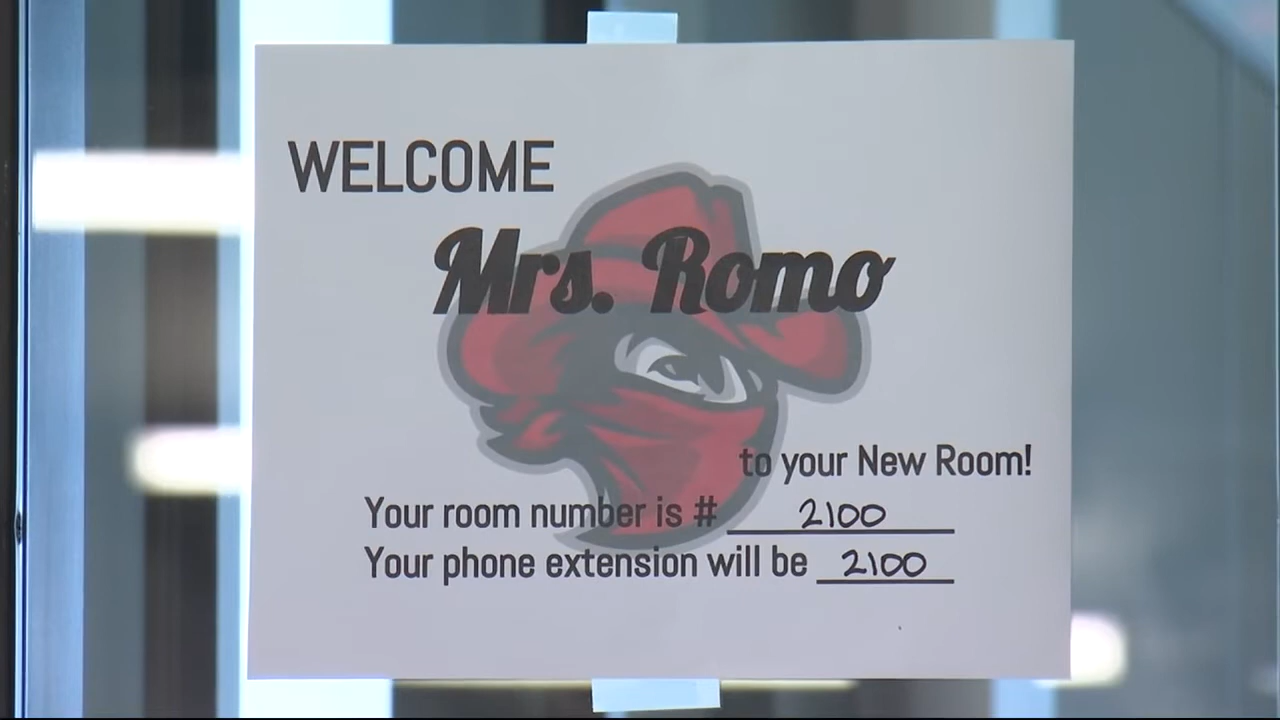 WELCOME
Mrs. Romo
to your New Room!
Your room number is # 2100
Your phone extension will be 2100